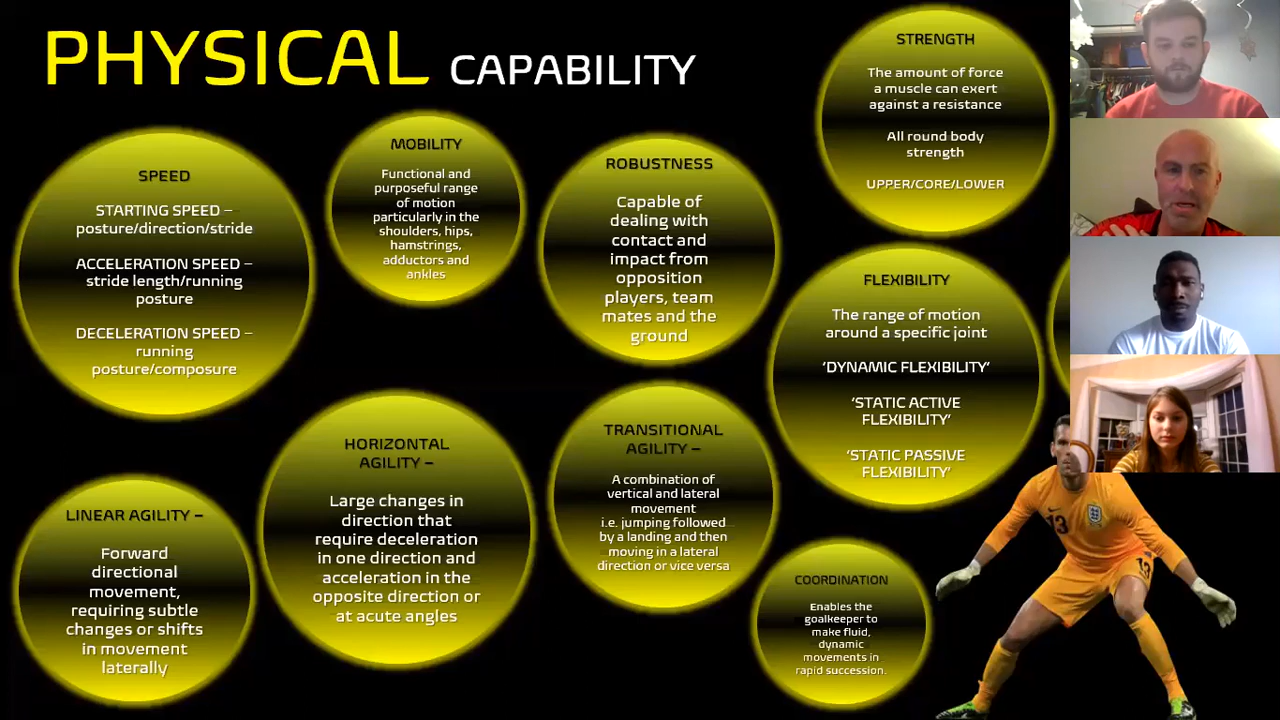 PHYSICAL CAPABILITY
SPEED
STARTING SPEED –
posture/direction/stride
ACCELERATION SPEED –
stride length/running
posture
DECELERATION SPEED –
running
posture/composure
MOBILITY
Functional and
purposeful range
of motion
particularly in the
shoulders, hips,
hamstrings,
adductors and
ankles
ROBUSTNESS
Capable of
dealing with
contact and
impact from
opposition
players, team
mates and the
ground
STRENGTH
The amount of force
a muscle can exert
against a resistance
All round body
strength
UPPER/CORE/LOWER
FLEXIBILITY
The range of motion
around a specific joint
'DYNAMIC FLEXIBILITY'
'STATIC ACTIVE
FLEXIBILITY'
'STATIC PASSIVE
FLEXIBILITY'
LINEAR AGILITY –
Forward
directional
movement,
requiring subtle
changes or shifts
in movement
laterally
HORIZONTAL
AGILITY –
Large changes in
direction that
require deceleration
in one direction and
acceleration in the
opposite direction or
at acute angles
TRANSITIONAL
AGILITY –
A combination of
vertical and lateral
movement
i.e. jumping followed
by a landing and then
moving in a lateral
direction or vice versa
COORDINATION
Enables the
goalkeeper to
make fluid,
dynamic
movements in
rapid succession.
13
13